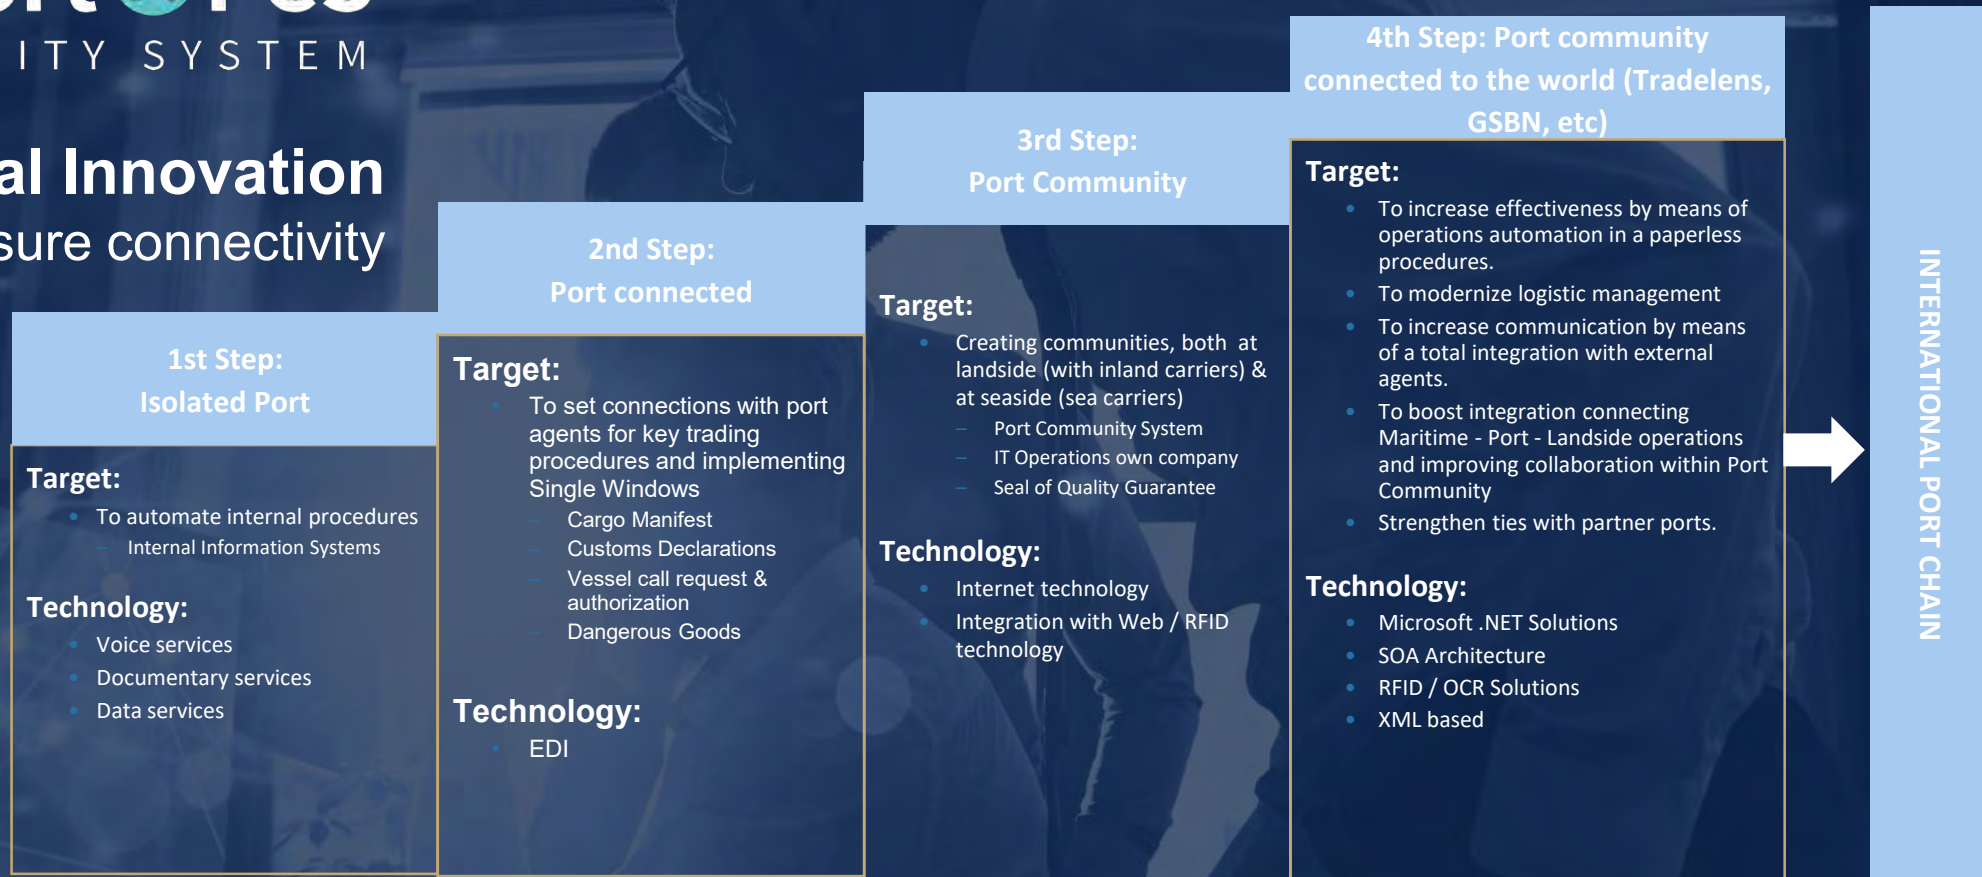 ITY SYSTEM
al Innovation
sure connectivity
1st Step:
Isolated Port
Target:
• To automate internal procedures
– Internal Information Systems
Technology:
• Voice services
• Documentary services
• Data services
2nd Step:
Port connected
Target:
• To set connections with port
agents for key trading
procedures and implementing
Single Windows
– Cargo Manifest
– Customs Declarations
– Vessel call request &
authorization
– Dangerous Goods
Technology:
• EDI
3rd Step:
Port Community
Target:
• Creating communities, both at
landside (with inland carriers) &
at seaside (sea carriers)
– Port Community System
– IT Operations own company
– Seal of Quality Guarantee
Technology:
• Internet technology
• Integration with Web / RFID
technology
4th Step: Port community
connected to the world (Tradelens,
GSBN, etc)
Target:
• To increase effectiveness by means of
operations automation in a paperless
procedures.
• To modernize logistic management
• To increase communication by means
of a total integration with external
agents.
• To boost integration connecting
Maritime - Port - Landside operations
and improving collaboration within Port
Community
• Strengthen ties with partner ports.
Technology:
• Microsoft .NET Solutions
• SOA Architecture
• RFID / OCR Solutions
• XML based
INTERNATIONAL PORT CHAIN